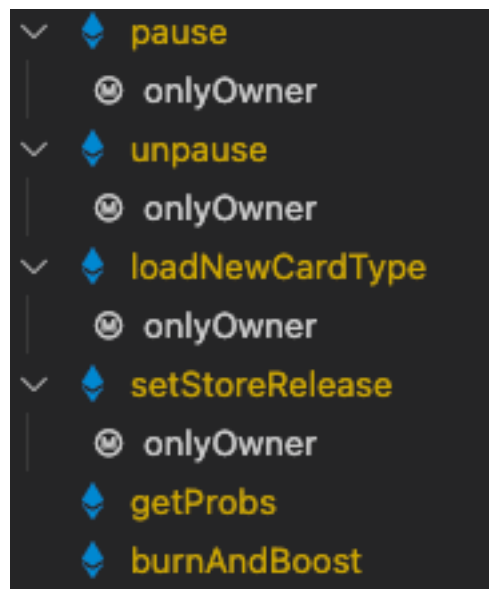 pause
onlyOwner
unpause
onlyOwner
loadNewCardType
onlyOwner
setStoreRelease
onlyOwner
getProbs
burnAndBoost